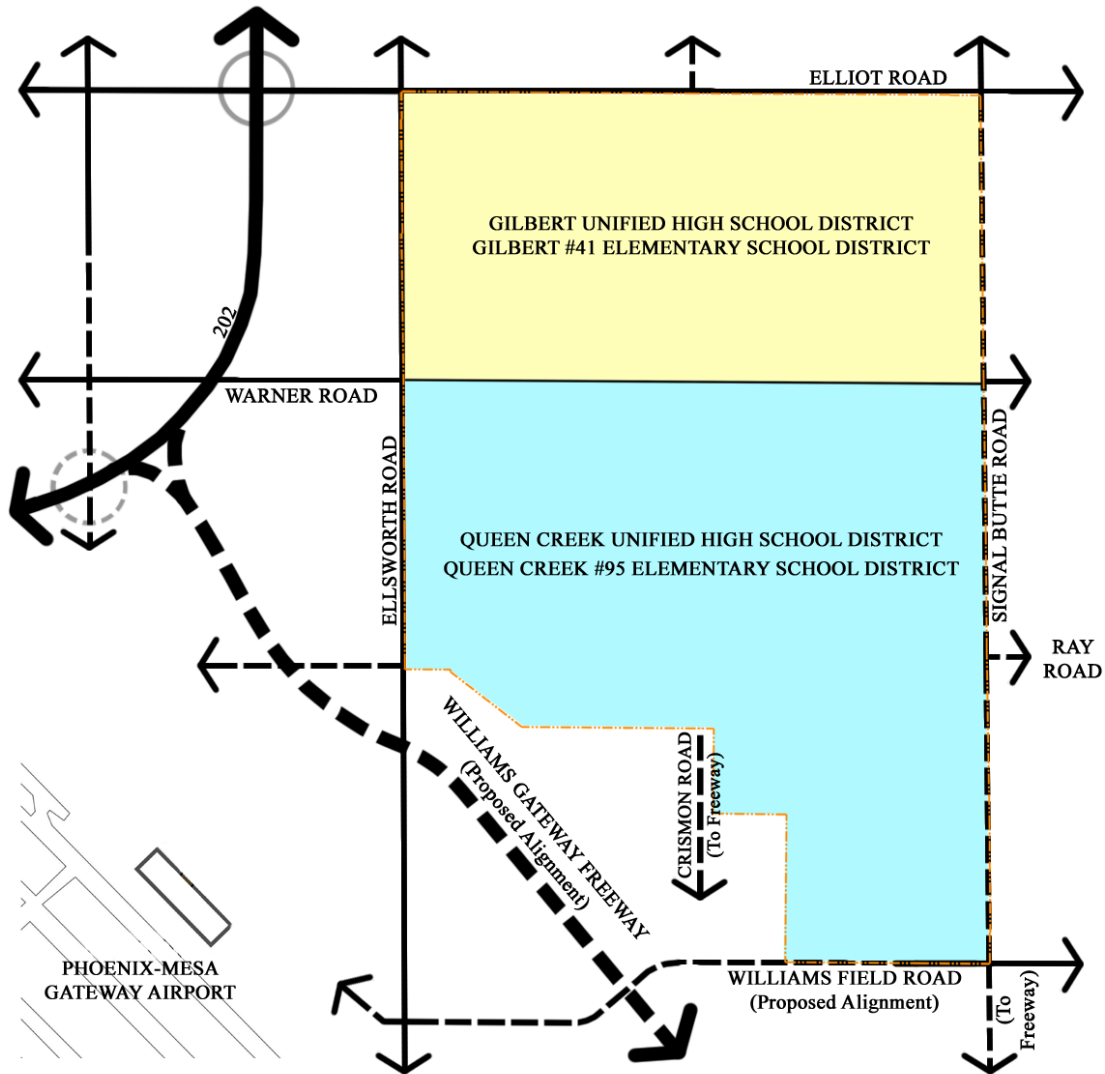 ELLIOT ROAD
GILBERT UNIFIED HIGH SCHOOL DISTRICT
GILBERT #41 ELEMENTARY SCHOOL DISTRICT
202
WARNER ROAD
ELLSWORTH ROAD
SIGNAL BUTTE ROAD
QUEEN CREEK UNIFIED HIGH SCHOOL DISTRICT
QUEEN CREEK #95 ELEMENTARY SCHOOL DISTRICT
RAY
ROAD
WILLIAMS GATEWAY FREEWAY
(Proposed Alignment)
CRISMON ROAD
(To Freeway)
PHOENIX-MESA
GATEWAY AIRPORT
WILLIAMS FIELD ROAD
(Proposed Alignment)
(To
Freeway)